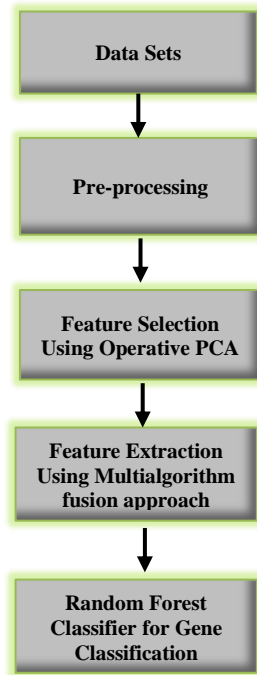 Data Sets
Pre-processing
Feature Selection
Using Operative PCA
Feature Extraction
Using Multialgorithm
fusion approach
Random Forest
Classifier for Gene
Classification